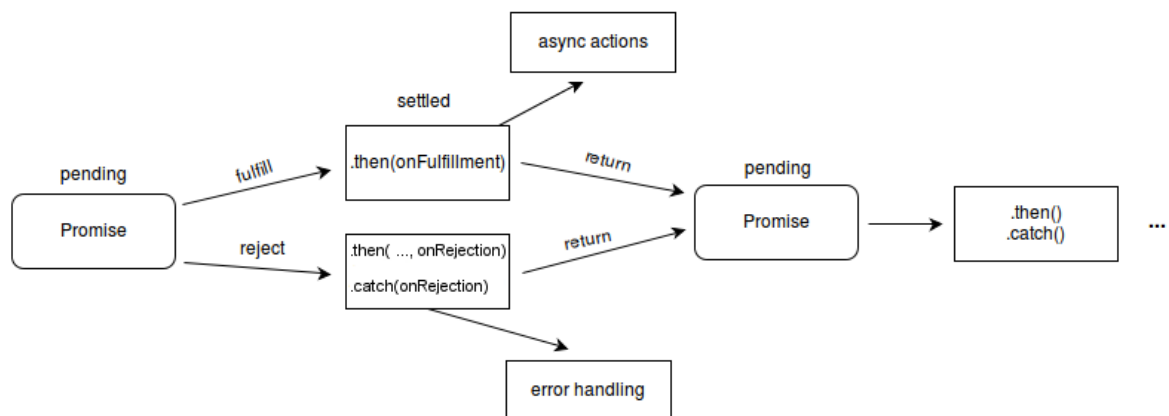 async actions
settled
.then(onFulfillment)
pending
fulfill
return
pending
Promise
reject
.then( ..., onRejection)
.catch(onRejection)
return
Promise
.then()
.catch()
...
error handling